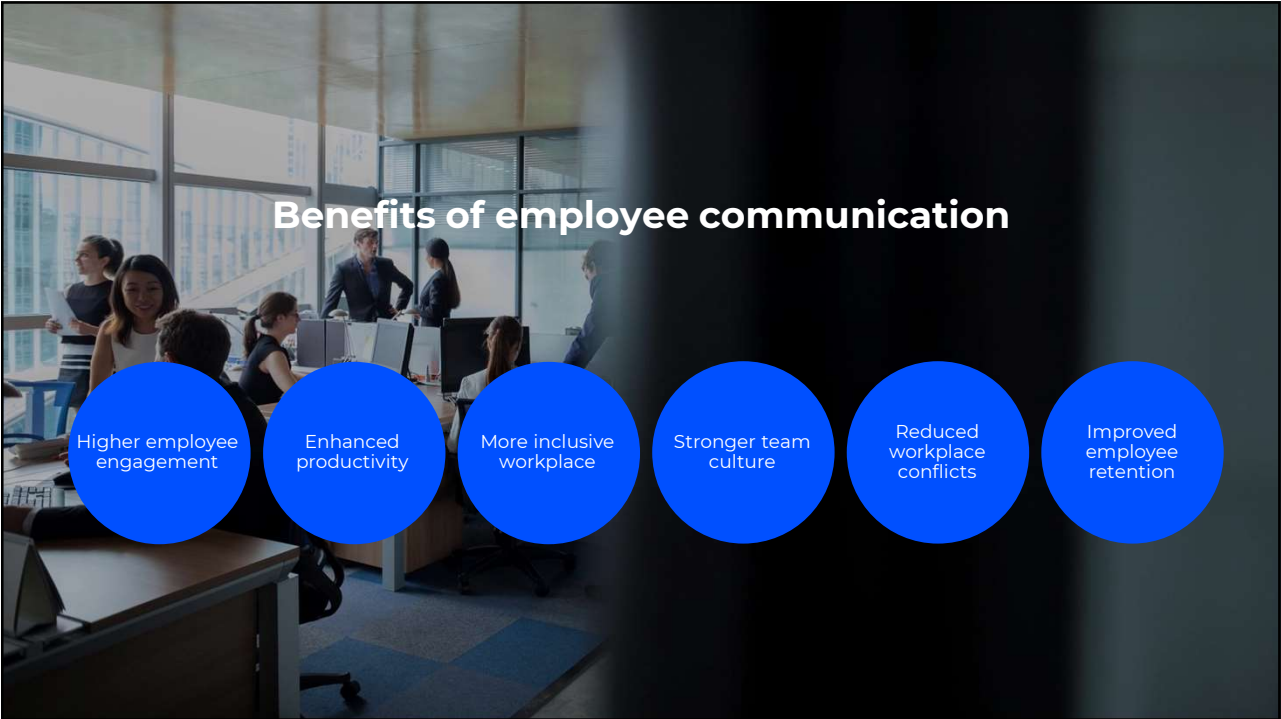 Benefits of employee communication
Higher employee
engagement
Enhanced
productivity
More inclusive
workplace
Stronger team
culture
Reduced
workplace
conflicts
Improved
employee
retention